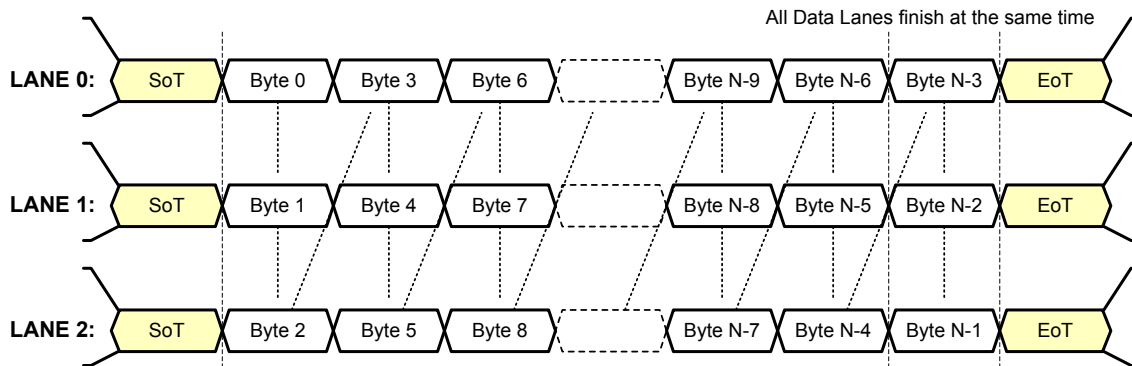 All Data Lanes finish at the same time
LANE 0: SoT Byte 0 Byte 3 Byte 6 Byte N-9 Byte N-6 Byte N-3 EoT
LANE 1: SoT Byte 1 Byte 4 Byte 7 Byte N-8 Byte N-5 Byte N-2 EoT
LANE 2: SoT Byte 2 Byte 5 Byte 8 Byte N-7 Byte N-4 Byte N-1 EoT